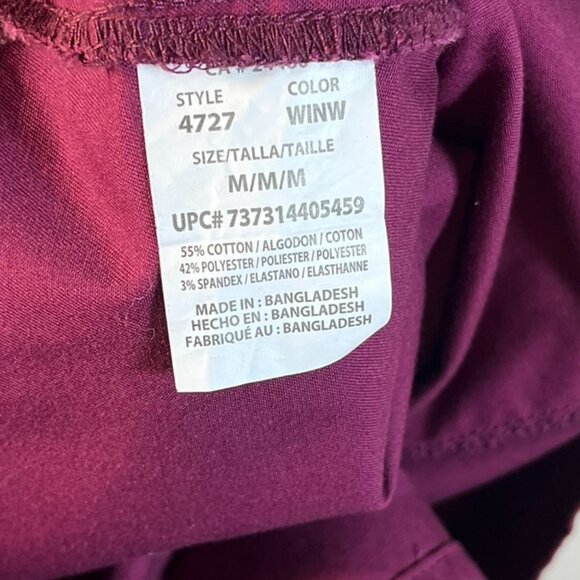 CA #
STYLE COLOR
4727 WINW
SIZE/TALLA/TAILLE
M/M/M
UPC# 737314405459
55% COTTON / ALGODON / COTON
42% POLYESTER / POLIESTER / POLYESTER
3% SPANDEX / ELASTANO / ELASTHANNE
MADE IN : BANGLADESH
HECHO EN : BANGLADESH
FABRIQUÉ AU : BANGLADESH